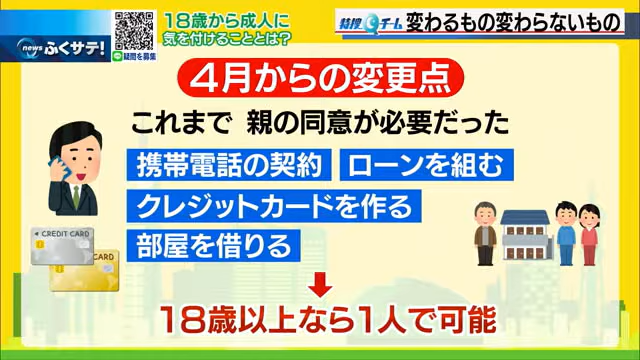 news ふくサテ!
疑問を募集
18歳から成人に
気を付けることとは?
特捜Eチーム 変わるもの変わらないもの
4月からの変更点
これまで 親の同意が必要だった
携帯電話の契約 ローンを組む
クレジットカードを作る
部屋を借りる
CREDIT CARD
18歳以上なら1人で可能